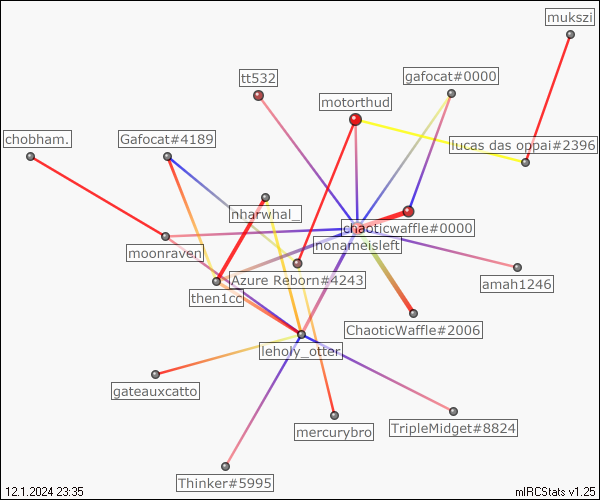 mukszi
tt532
gafocat#0000
motorthud
chobham.
Gafocat#4189
lucas das oppai#2396
nharwhal_
chaoticwaffle#0000
nonameisleft
moonraven
Azure Reborn#4243
amah1246
then1cc
ChaoticWaffle#2006
leholy_otter
gateauxcatto
mercurybro
TripleMidget#8824
Thinker#5995
12.1.2024 23:35
mIRCStats v1.25